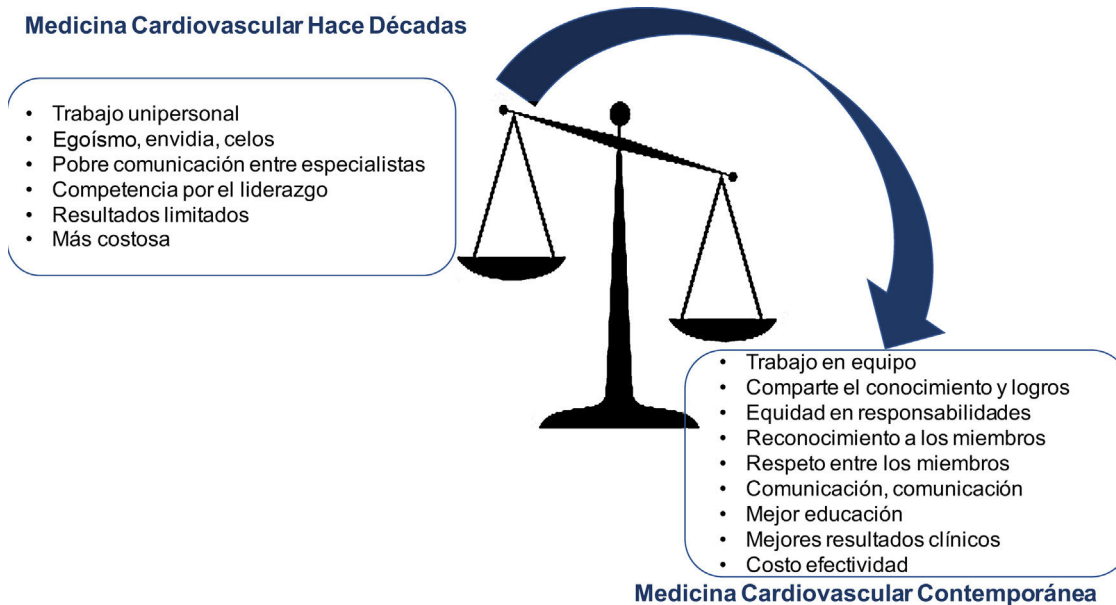 Medicina Cardiovascular Hace Décadas
• Trabajo unipersonal
• Egoísmo, envidia, celos
• Pobre comunicación entre especialistas
• Competencia por el liderazgo
• Resultados limitados
• Más costosa
• Trabajo en equipo
• Comparte el conocimiento y logros
• Equidad en responsabilidades
• Reconocimiento a los miembros
• Respeto entre los miembros
• Comunicación, comunicación
• Mejor educación
• Mejores resultados clínicos
• Costo efectividad
Medicina Cardiovascular Contemporánea